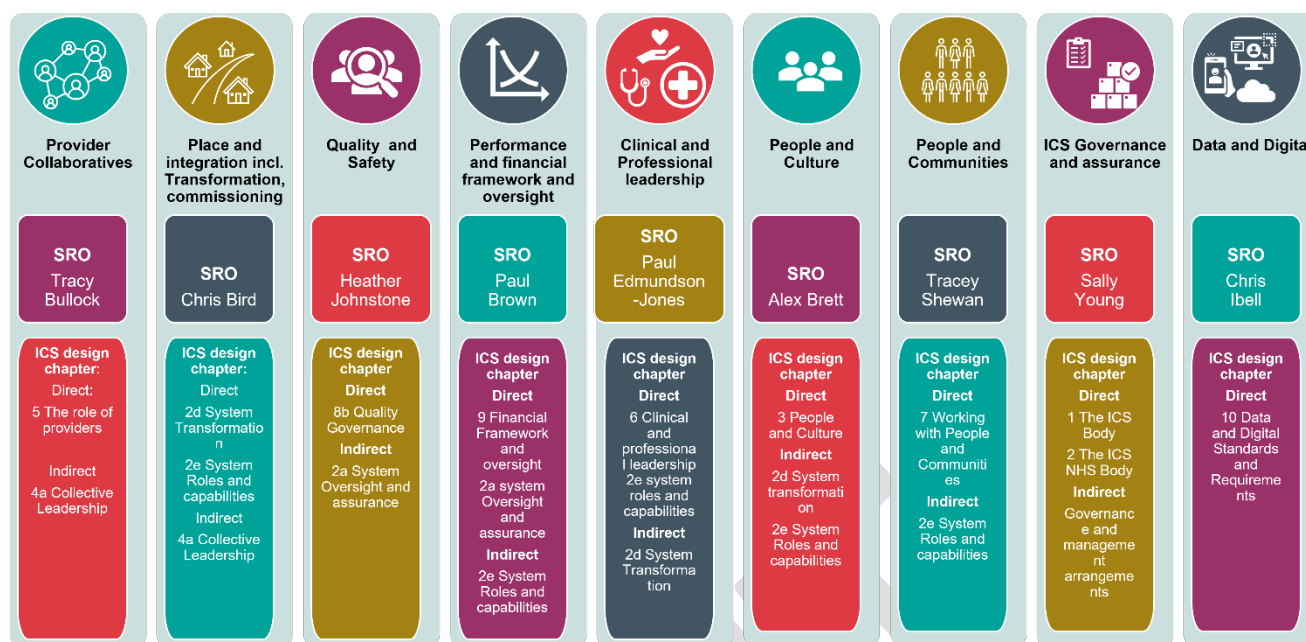 Provider
Collaboratives
SRO
Tracy
Bullock
ICS design
chapter:
Direct:
5 The role of
providers
Indirect
4a Collective
Leadership
Place and
integration incl.
Transformation,
commissioning
SRO
Chris Bird
ICS design
chapter:
Direct
2d System
Transformatio
n
2e System
Roles and
capabilities
Indirect
4a Collective
Leadership
Quality and
Safety
SRO
Heather
Johnstone
ICS design
chapter
Direct
8b Quality
Governance
Indirect
2a System
Oversight and
assurance
Performance
and financial
framework and
oversight
SRO
Paul
Brown
ICS design
chapter
Direct
9 Financial
Framework and
oversight
2a system
Oversight
and
assurance
Indirect
2e System
Roles and
capabilities
Clinical and
Professional
leadership
SRO
Paul
Edmundson
-Jones
ICS design
chapter
Direct
6 Clinical
and
professiona
l leadership
2e system
roles and
capabilities
Indirect
2d System
Transforma
tion
People and
Culture
SRO
Alex Brett
ICS design
chapter
Direct
3 People
and Culture
Indirect
2d System
transformati
on
2e System
Roles and
capabilities
People and
Communities
SRO
Tracey
Shewan
ICS design
chapter
Direct
7 Working
with People
and
Communiti
es
Indirect
2e System
Roles and
capabilities
ICS Governance
and assurance
SRO
Sally
Young
ICS design
chapter
Direct
1 The ICS
Body
2 The ICS
NHS Body
Indirect
Governanc
e and
manageme
nt
arrangeme
nts
Data and Digital
SRO
Chris
Ibell
ICS design
chapter
Direct
10 Data
and Digital
Standards
and
Requireme
nts